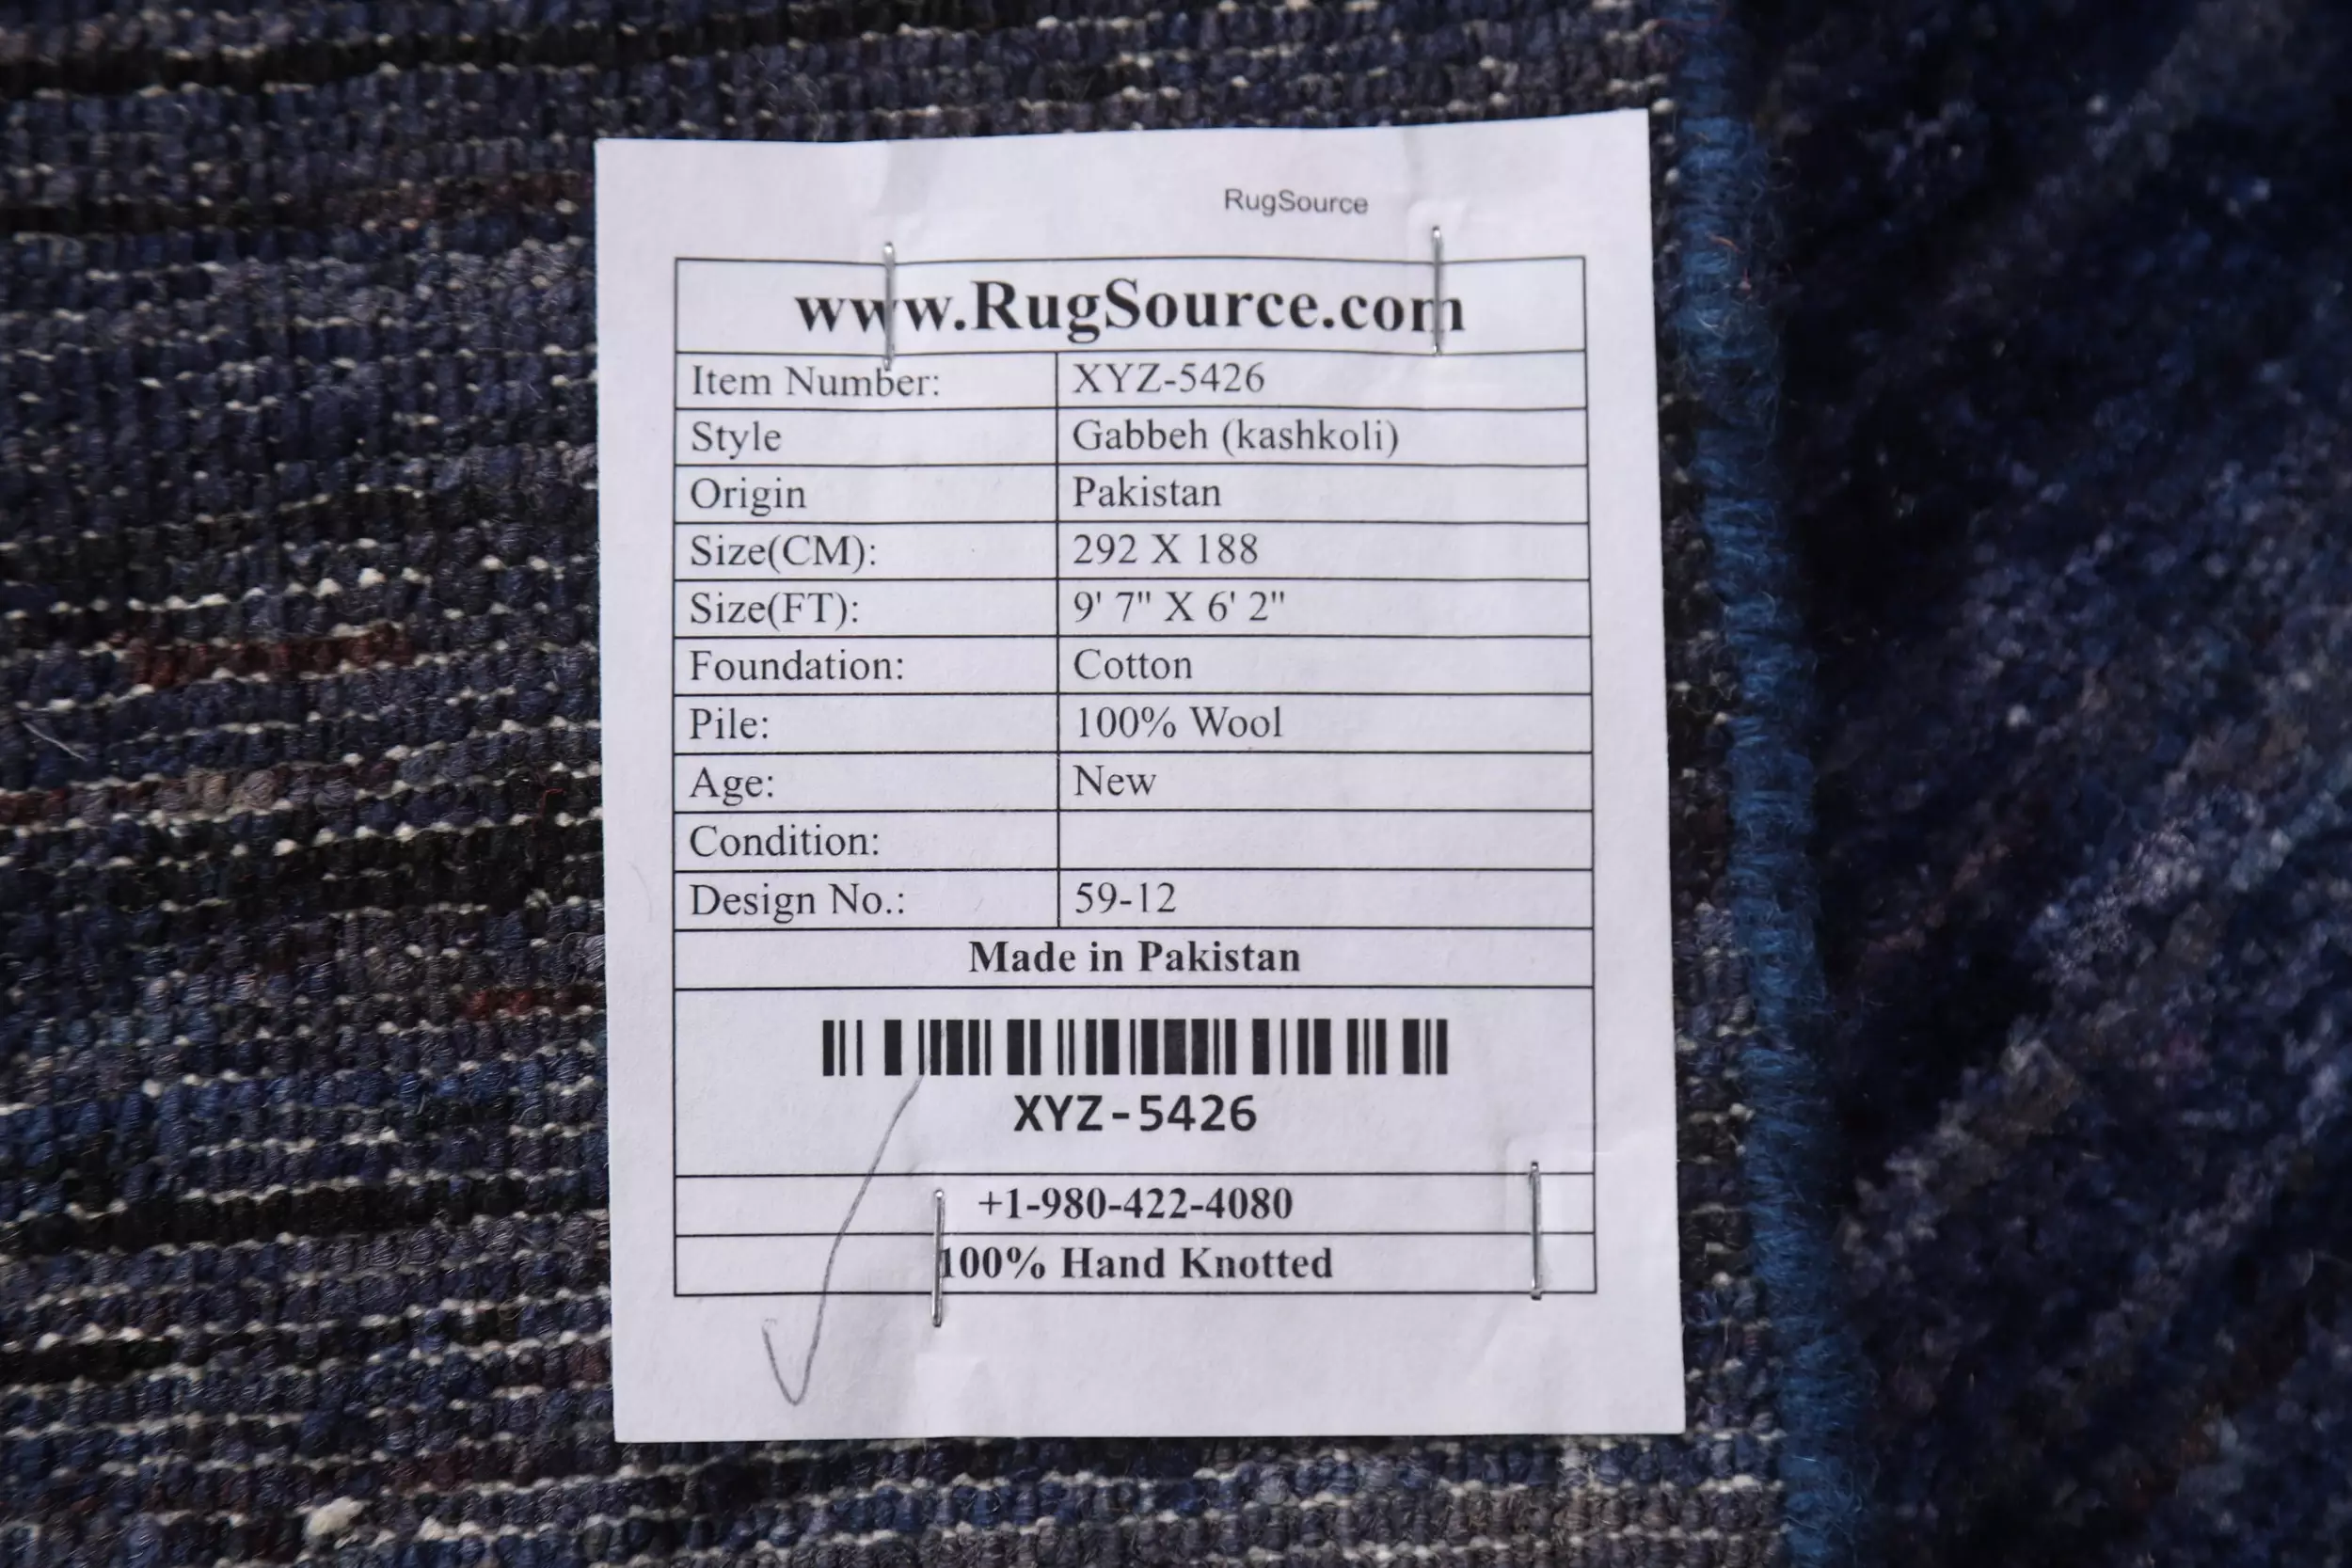 RugSource
www.RugSource.com
Item Number: XYZ-5426
Style Gabbeh (kashkoli)
Origin Pakistan
Size(CM): 292 X 188
Size(FT): 9' 7" X 6' 2"
Foundation: Cotton
Pile: 100% Wool
Age: New
Condition:
Design No.: 59-12
Made in Pakistan
XYZ-5426
+1-980-422-4080
100% Hand Knotted